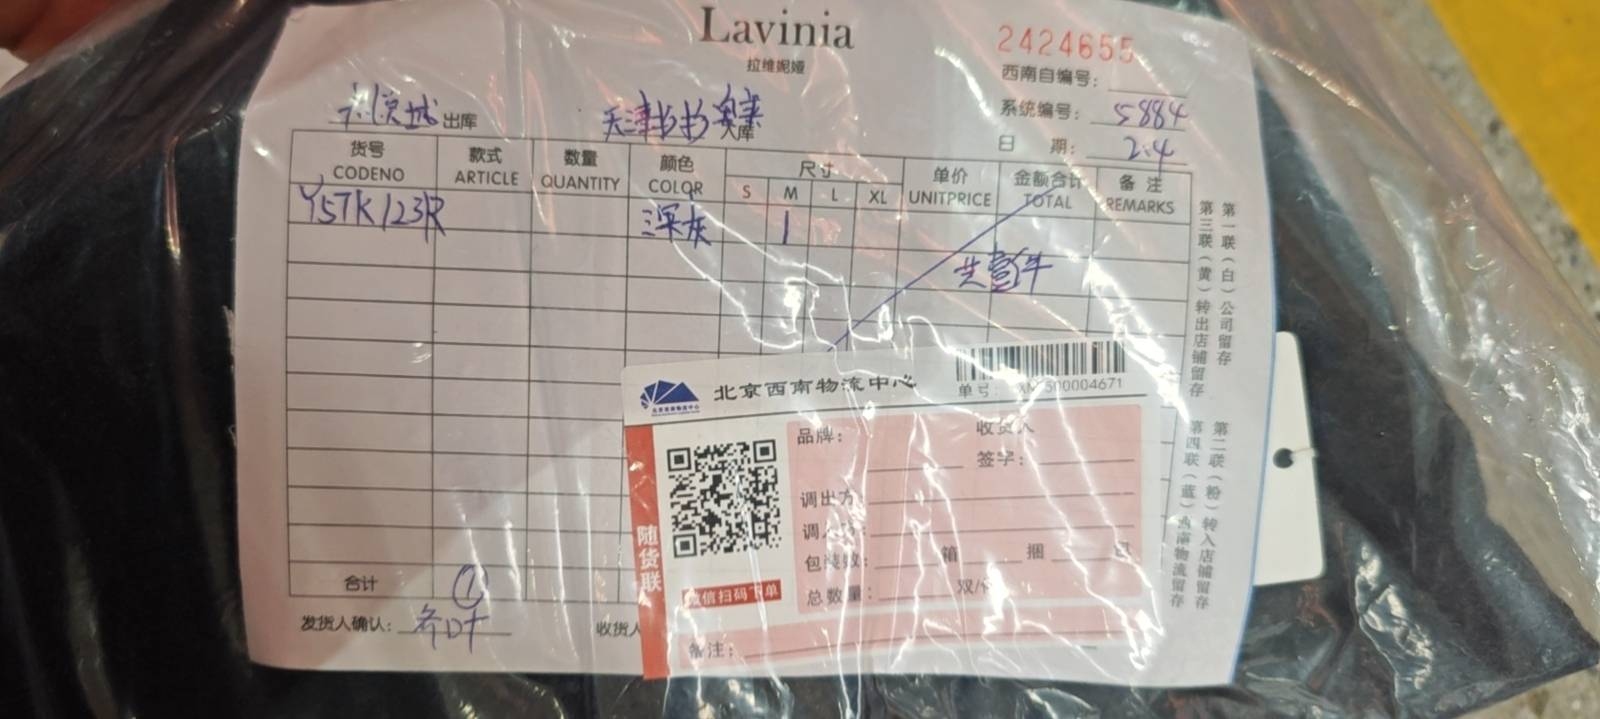 Lavinia
拉维妮娅
2424655
西南自编号:
出库
天津
系统编号: 5884
日 期: 2.4
货号 款式 数量 颜色 尺寸 单价 金额合计 备注
CODENO ARTICLE QUANTITY COLOR S M L XL UNITPRICE TOTAL REMARKS
Y5TK123R 深灰 1
共壹件
第一联(白)公司留存
第二联(粉)转入店铺留存
第三联(黄)转出店铺留存
第四联(蓝)西南物流留存
北京西南物流中心
单号: 500004671
品牌: 收货人
签字:
调出方:
调入
包装数: 箱 捆
总数量: 双/
随货联
微信扫码下单
备注:
合计 ①
发货人确认: 收货人